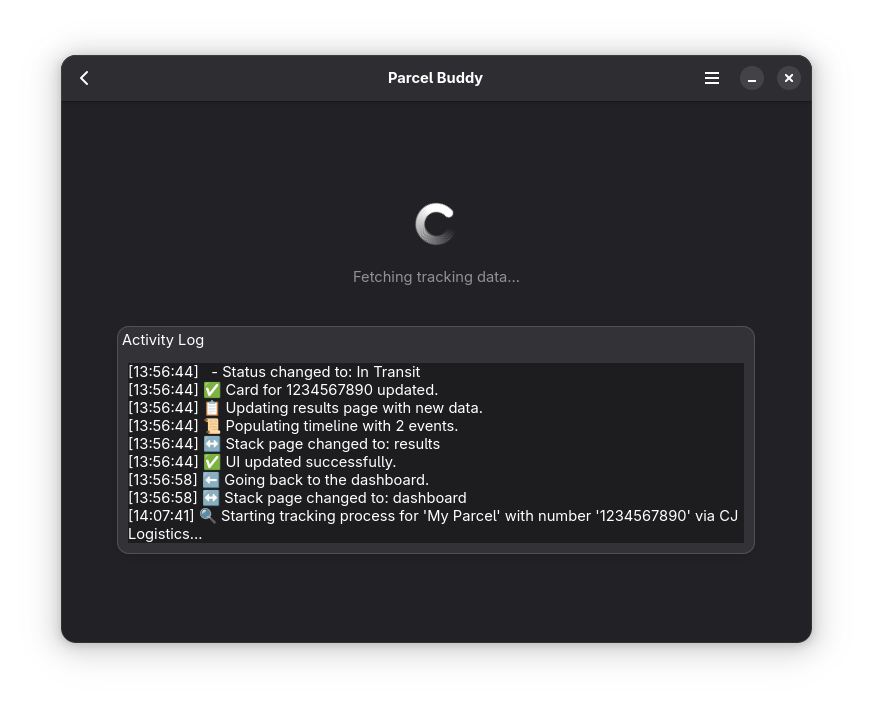 Parcel Buddy
Fetching tracking data...
Activity Log
[13:56:44]   - Status changed to: In Transit
[13:56:44] ✅ Card for 1234567890 updated.
[13:56:44] 📋 Updating results page with new data.
[13:56:44] 📜 Populating timeline with 2 events.
[13:56:44] ↔️ Stack page changed to: results
[13:56:44] ✅ UI updated successfully.
[13:56:58] ⬅️ Going back to the dashboard.
[13:56:58] ↔️ Stack page changed to: dashboard
[14:07:41] 🔍 Starting tracking process for 'My Parcel' with number '1234567890' via CJ
Logistics...